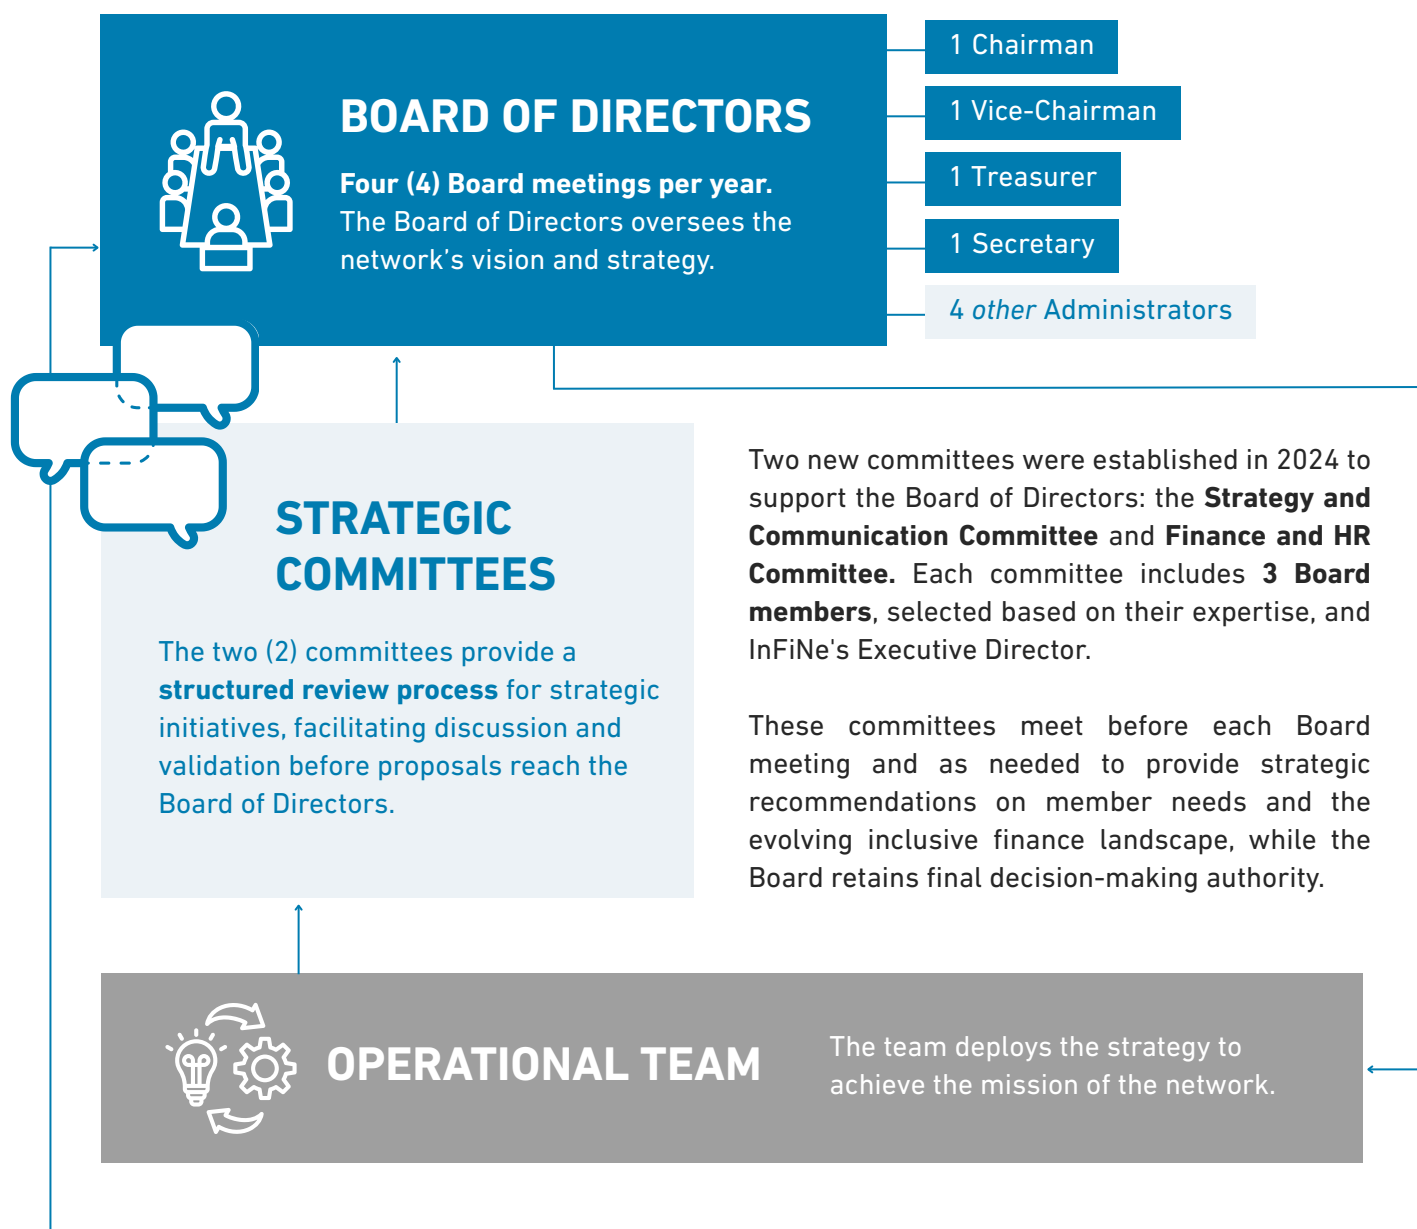 BOARD OF DIRECTORS
Four (4) Board meetings per year.
The Board of Directors oversees the
network's vision and strategy.
1 Chairman
1 Vice-Chairman
1 Treasurer
1 Secretary
4 other Administrators
STRATEGIC
COMMITTEES
The two (2) committees provide a
structured review process for strategic
initiatives, facilitating discussion and
validation before proposals reach the
Board of Directors.
Two new committees were established in 2024 to
support the Board of Directors: the Strategy and
Communication Committee and Finance and HR
Committee. Each committee includes 3 Board
members, selected based on their expertise, and
InFiNe's Executive Director.
These committees meet before each Board
meeting and as needed to provide strategic
recommendations on member needs and the
evolving inclusive finance landscape, while the
Board retains final decision-making authority.
OPERATIONAL TEAM
The team deploys the strategy to
achieve the mission of the network.